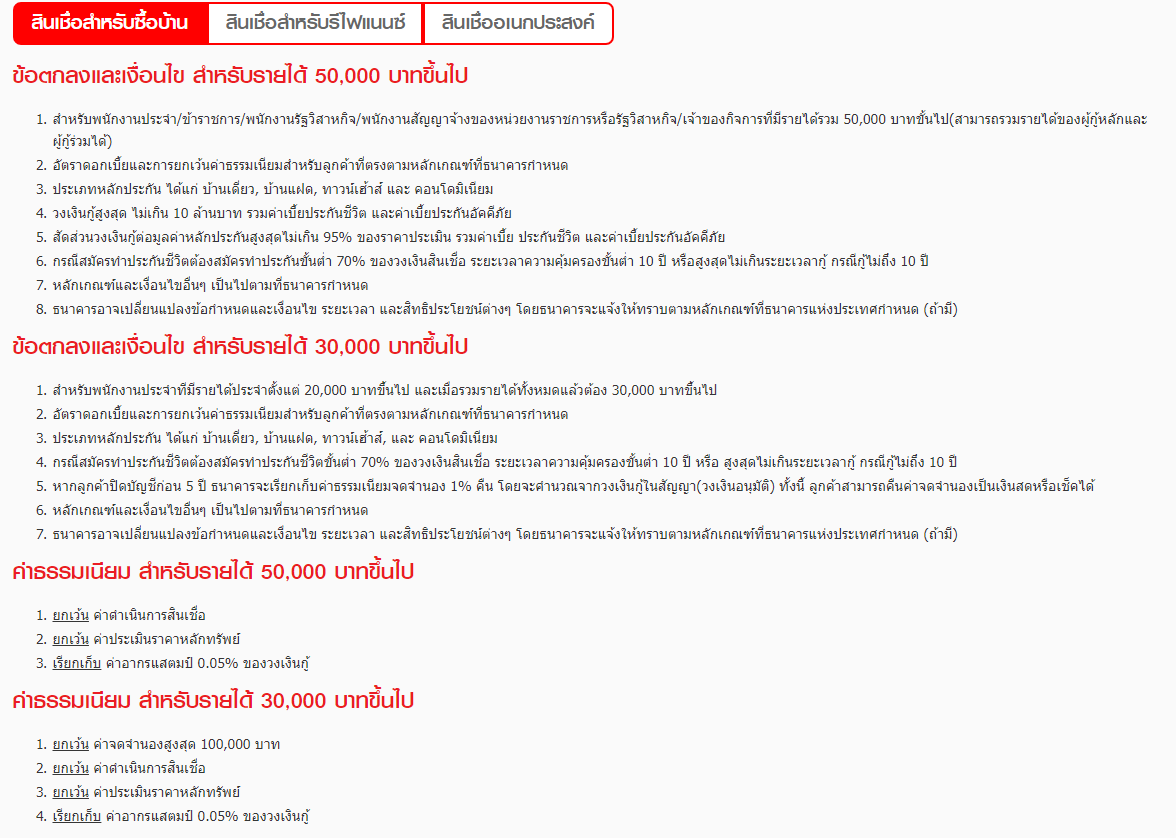 สินเชื่อสำหรับซื้อบ้าน สินเชื่อสำหรับรีไฟแนนซ์ สินเชื่ออเนกประสงค์
ข้อตกลงและเงื่อนไข สำหรับรายได้ 50,000 บาทขึ้นไป
1. สำหรับพนักงานประจำ/ข้าราชการ/พนักงานรัฐวิสาหกิจ/พนักงานสัญญาจ้างของหน่วยงานราชการหรือรัฐวิสาหกิจ/เจ้าของกิจการที่มีรายได้รวม 50,000 บาทขั้นไป(สามารถรวมรายได้ของผู้กู้หลักและ
ผู้กู้ร่วมได้)
2. อัตราดอกเบี้ยและการยกเว้นค่าธรรมเนียมสำหรับลูกค้าที่ตรงตามหลักเกณฑ์ที่ธนาคารกำหนด
3. ประเภทหลักประกัน ได้แก่ บ้านเดี่ยว, บ้านแฝด, ทาวน์เฮ้าส์ และ คอนโดมิเนียม
4. วงเงินกู้สูงสุด ไม่เกิน 10 ล้านบาท รวมค่าเบี้ยประกันชีวิต และค่าเบี้ยประกันอัคคีภัย
5. สัดส่วนวงเงินกู้ต่อมูลค่าหลักประกันสูงสุดไม่เกิน 95% ของราคาประเมิน รวมค่าเบี้ย ประกันชีวิต และค่าเบี้ยประกันอัคคีภัย
6. กรณีสมัครทำประกันชีวิตต้องสมัครทำประกันขั้นต่ำ 70% ของวงเงินสินเชื่อ ระยะเวลาความคุ้มครองขั้นต่ำ 10 ปี หรือสูงสุดไม่เกินระยะเวลากู้ กรณีกู้ไม่ถึง 10 ปี
7. หลักเกณฑ์และเงื่อนไขอื่นๆ เป็นไปตามที่ธนาคารกำหนด
8. ธนาคารอาจเปลี่ยนแปลงข้อกำหนดและเงื่อนไข ระยะเวลา และสิทธิประโยชน์ต่างๆ โดยธนาคารจะแจ้งให้ทราบตามหลักเกณฑ์ที่ธนาคารแห่งประเทศกำหนด (ถ้ามี)
ข้อตกลงและเงื่อนไข สำหรับรายได้ 30,000 บาทขึ้นไป
1. สำหรับพนักงานประจำที่มีรายได้ประจำตั้งแต่ 20,000 บาทขึ้นไป และเมื่อรวมรายได้ทั้งหมดแล้วต้อง 30,000 บาทขึ้นไป
2. อัตราดอกเบี้ยและการยกเว้นค่าธรรมเนียมสำหรับลูกค้าที่ตรงตามหลักเกณฑ์ที่ธนาคารกำหนด
3. ประเภทหลักประกัน ได้แก่ บ้านเดี่ยว, บ้านแฝด, ทาวน์เฮ้าส์, และ คอนโดมิเนียม
4. กรณีสมัครทำประกันชีวิตต้องสมัครทำประกันชีวิตขั้นต่ำ 70% ของวงเงินสินเชื่อ ระยะเวลาความคุ้มครองขั้นต่ำ 10 ปี หรือ สูงสุดไม่เกินระยะเวลากู้ กรณีกู้ไม่ถึง 10 ปี
5. หากลูกค้าปิดบัญชีก่อน 5 ปี ธนาคารจะเรียกเก็บค่าธรรมเนียมจดจำนอง 1% คืน โดยจะคำนวณจากวงเงินกู้ในสัญญา(วงเงินอนุมัติ) ทั้งนี้ ลูกค้าสามารถคืนค่าจดจำนองเป็นเงินสดหรือเช็คได้
6. หลักเกณฑ์และเงื่อนไขอื่นๆ เป็นไปตามที่ธนาคารกำหนด
7. ธนาคารอาจเปลี่ยนแปลงข้อกำหนดและเงื่อนไข ระยะเวลา และสิทธิประโยชน์ต่างๆ โดยธนาคารจะแจ้งให้ทราบตามหลักเกณฑ์ที่ธนาคารแห่งประเทศกำหนด (ถ้ามี)
ค่าธรรมเนียม สำหรับรายได้ 50,000 บาทขึ้นไป
1. ยกเว้น ค่าดำเนินการสินเชื่อ
2. ยกเว้น ค่าประเมินราคาหลักทรัพย์
3. เรียกเก็บ ค่าอากรแสตมป์ 0.05% ของวงเงินกู้
ค่าธรรมเนียม สำหรับรายได้ 30,000 บาทขึ้นไป
1. ยกเว้น ค่าจดจำนองสูงสุด 100,000 บาท
2. ยกเว้น ค่าดำเนินการสินเชื่อ
3. ยกเว้น ค่าประเมินราคาหลักทรัพย์
4. เรียกเก็บ ค่าอากรแสตมป์ 0.05% ของวงเงินกู้